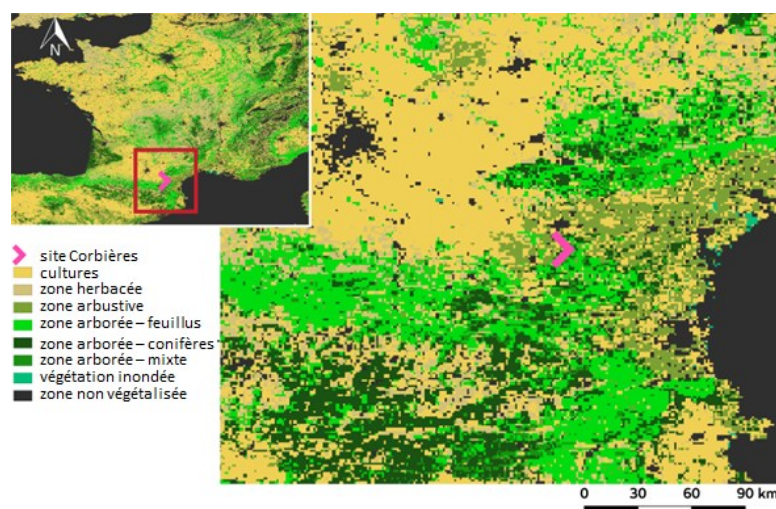 N
site Corbières
cultures
zone herbacée
zone arbustive
zone arborée – feuillus
zone arborée – conifères
zone arborée – mixte
végétation inondée
zone non végétalisée
0 30 60 90 km